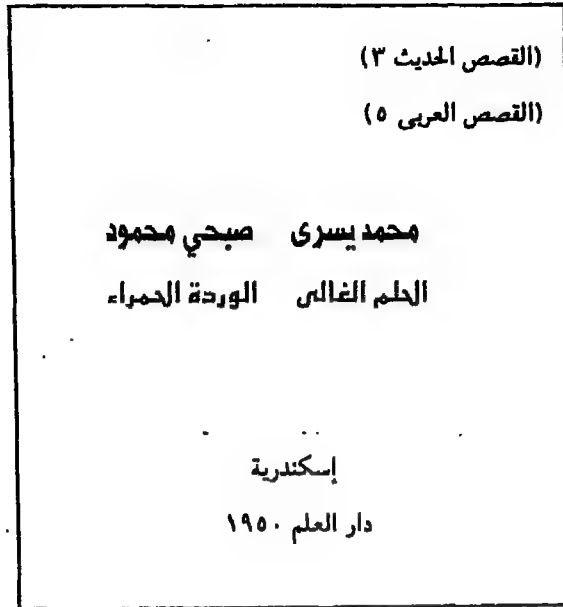 (القصص الحديث ٣)
(القصص العربى ٥)
محمد يسرى صبحي محمود
الحلم الغالى الوردة الحمراء
إسكندرية
دار العلم ١٩٥٠